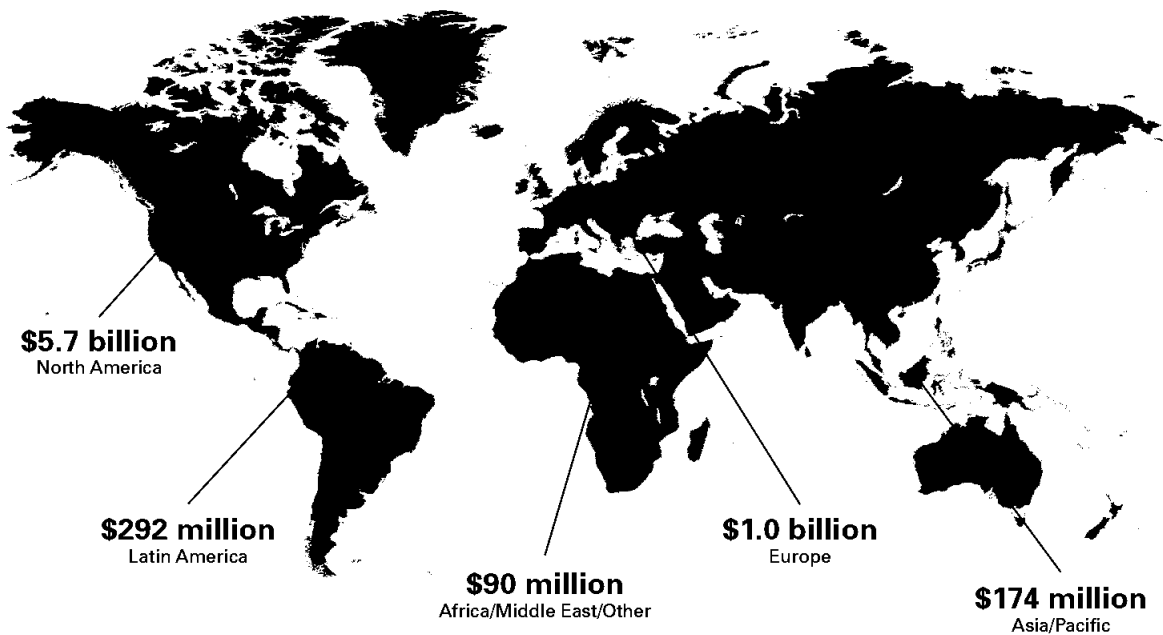 $5.7 billion
North America
$292 million
Latin America
$90 million
Africa/Middle East/Other
$1.0 billion
Europe
$174 million
Asia/Pacific